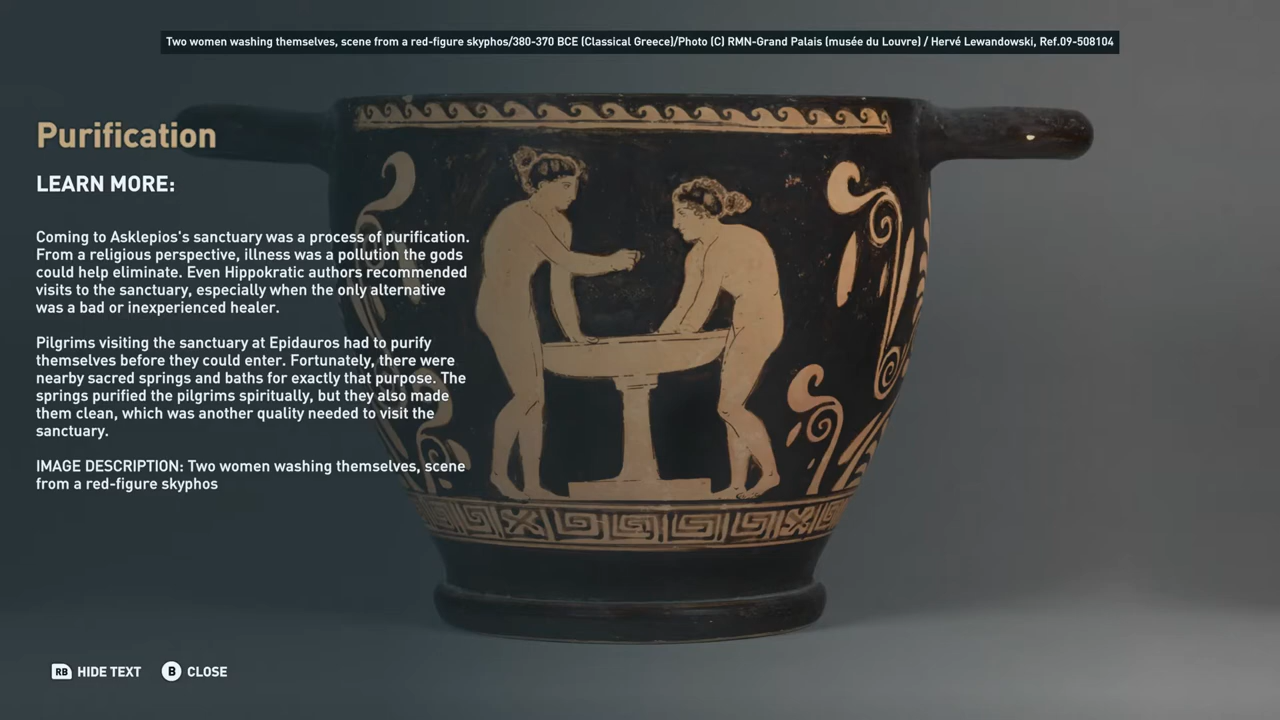 Two women washing themselves, scene from a red-figure skyphos/380-370 BCE (Classical Greece)/Photo (C) RMN-Grand Palais (musée du Louvre) / Hervé Lewandowski, Ref.09-508104
Purification
LEARN MORE:
Coming to Asklepios's sanctuary was a process of purification.
From a religious perspective, illness was a pollution the gods
could help eliminate. Even Hippokratic authors recommended
visits to the sanctuary, especially when the only alternative
was a bad or inexperienced healer.
Pilgrims visiting the sanctuary at Epidauros had to purify
themselves before they could enter. Fortunately, there were
nearby sacred springs and baths for exactly that purpose. The
springs purified the pilgrims spiritually, but they also made
them clean, which was another quality needed to visit the
sanctuary.
IMAGE DESCRIPTION: Two women washing themselves, scene
from a red-figure skyphos
RB HIDE TEXT B CLOSE